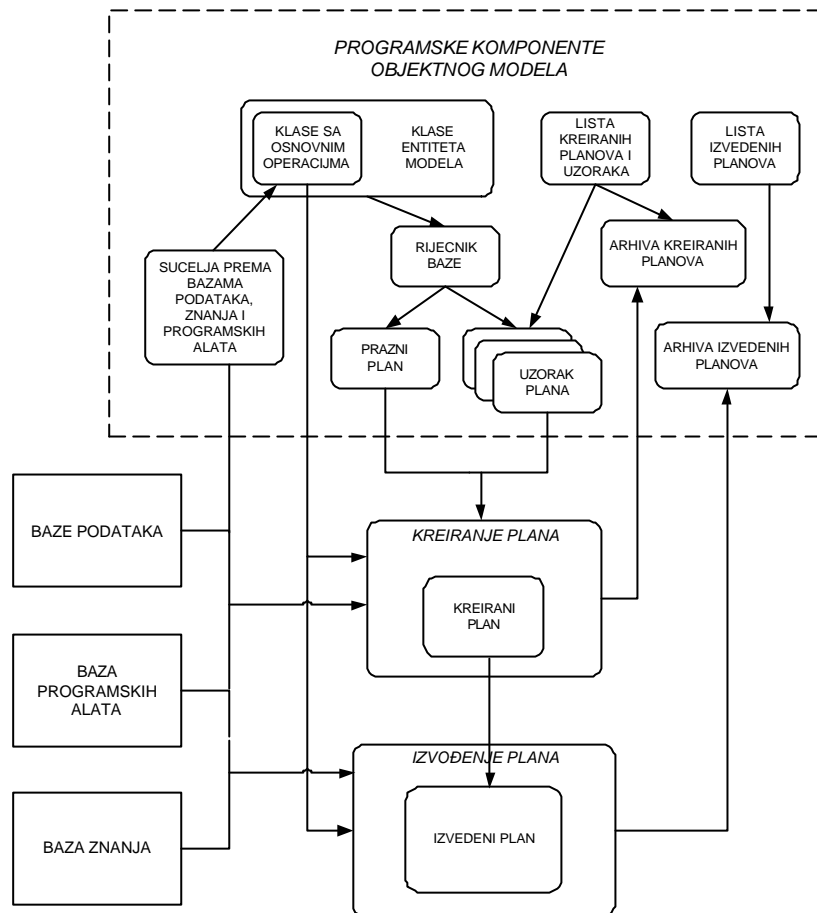 PROGRAMSKE KOMPONENTE
OBJEKTNOG MODELA
KLASE SA
OSNOVNIM
OPERACIJMA
KLASE
ENTITETA
MODELA
LISTA
KREIRANIH
PLANOVA I
UZORAKA
LISTA
IZVEDENIH
PLANOVA
SUCELJA PREMA
BAZAMA
PODATAKA,
ZNANJA I
PROGRAMSKIH
ALATA
RIJECNIK
BAZE
ARHIVA KREIRANIH
PLANOVA
PRAZNI
PLAN
UZORAK
PLANA
ARHIVA IZVEDENIH
PLANOVA
BAZE PODATAKA
KREIRANJE PLANA
KREIRANI
PLAN
BAZA
PROGRAMSKIH
ALATA
IZVOĐENJE PLANA
IZVEDENI PLAN
BAZA ZNANJA